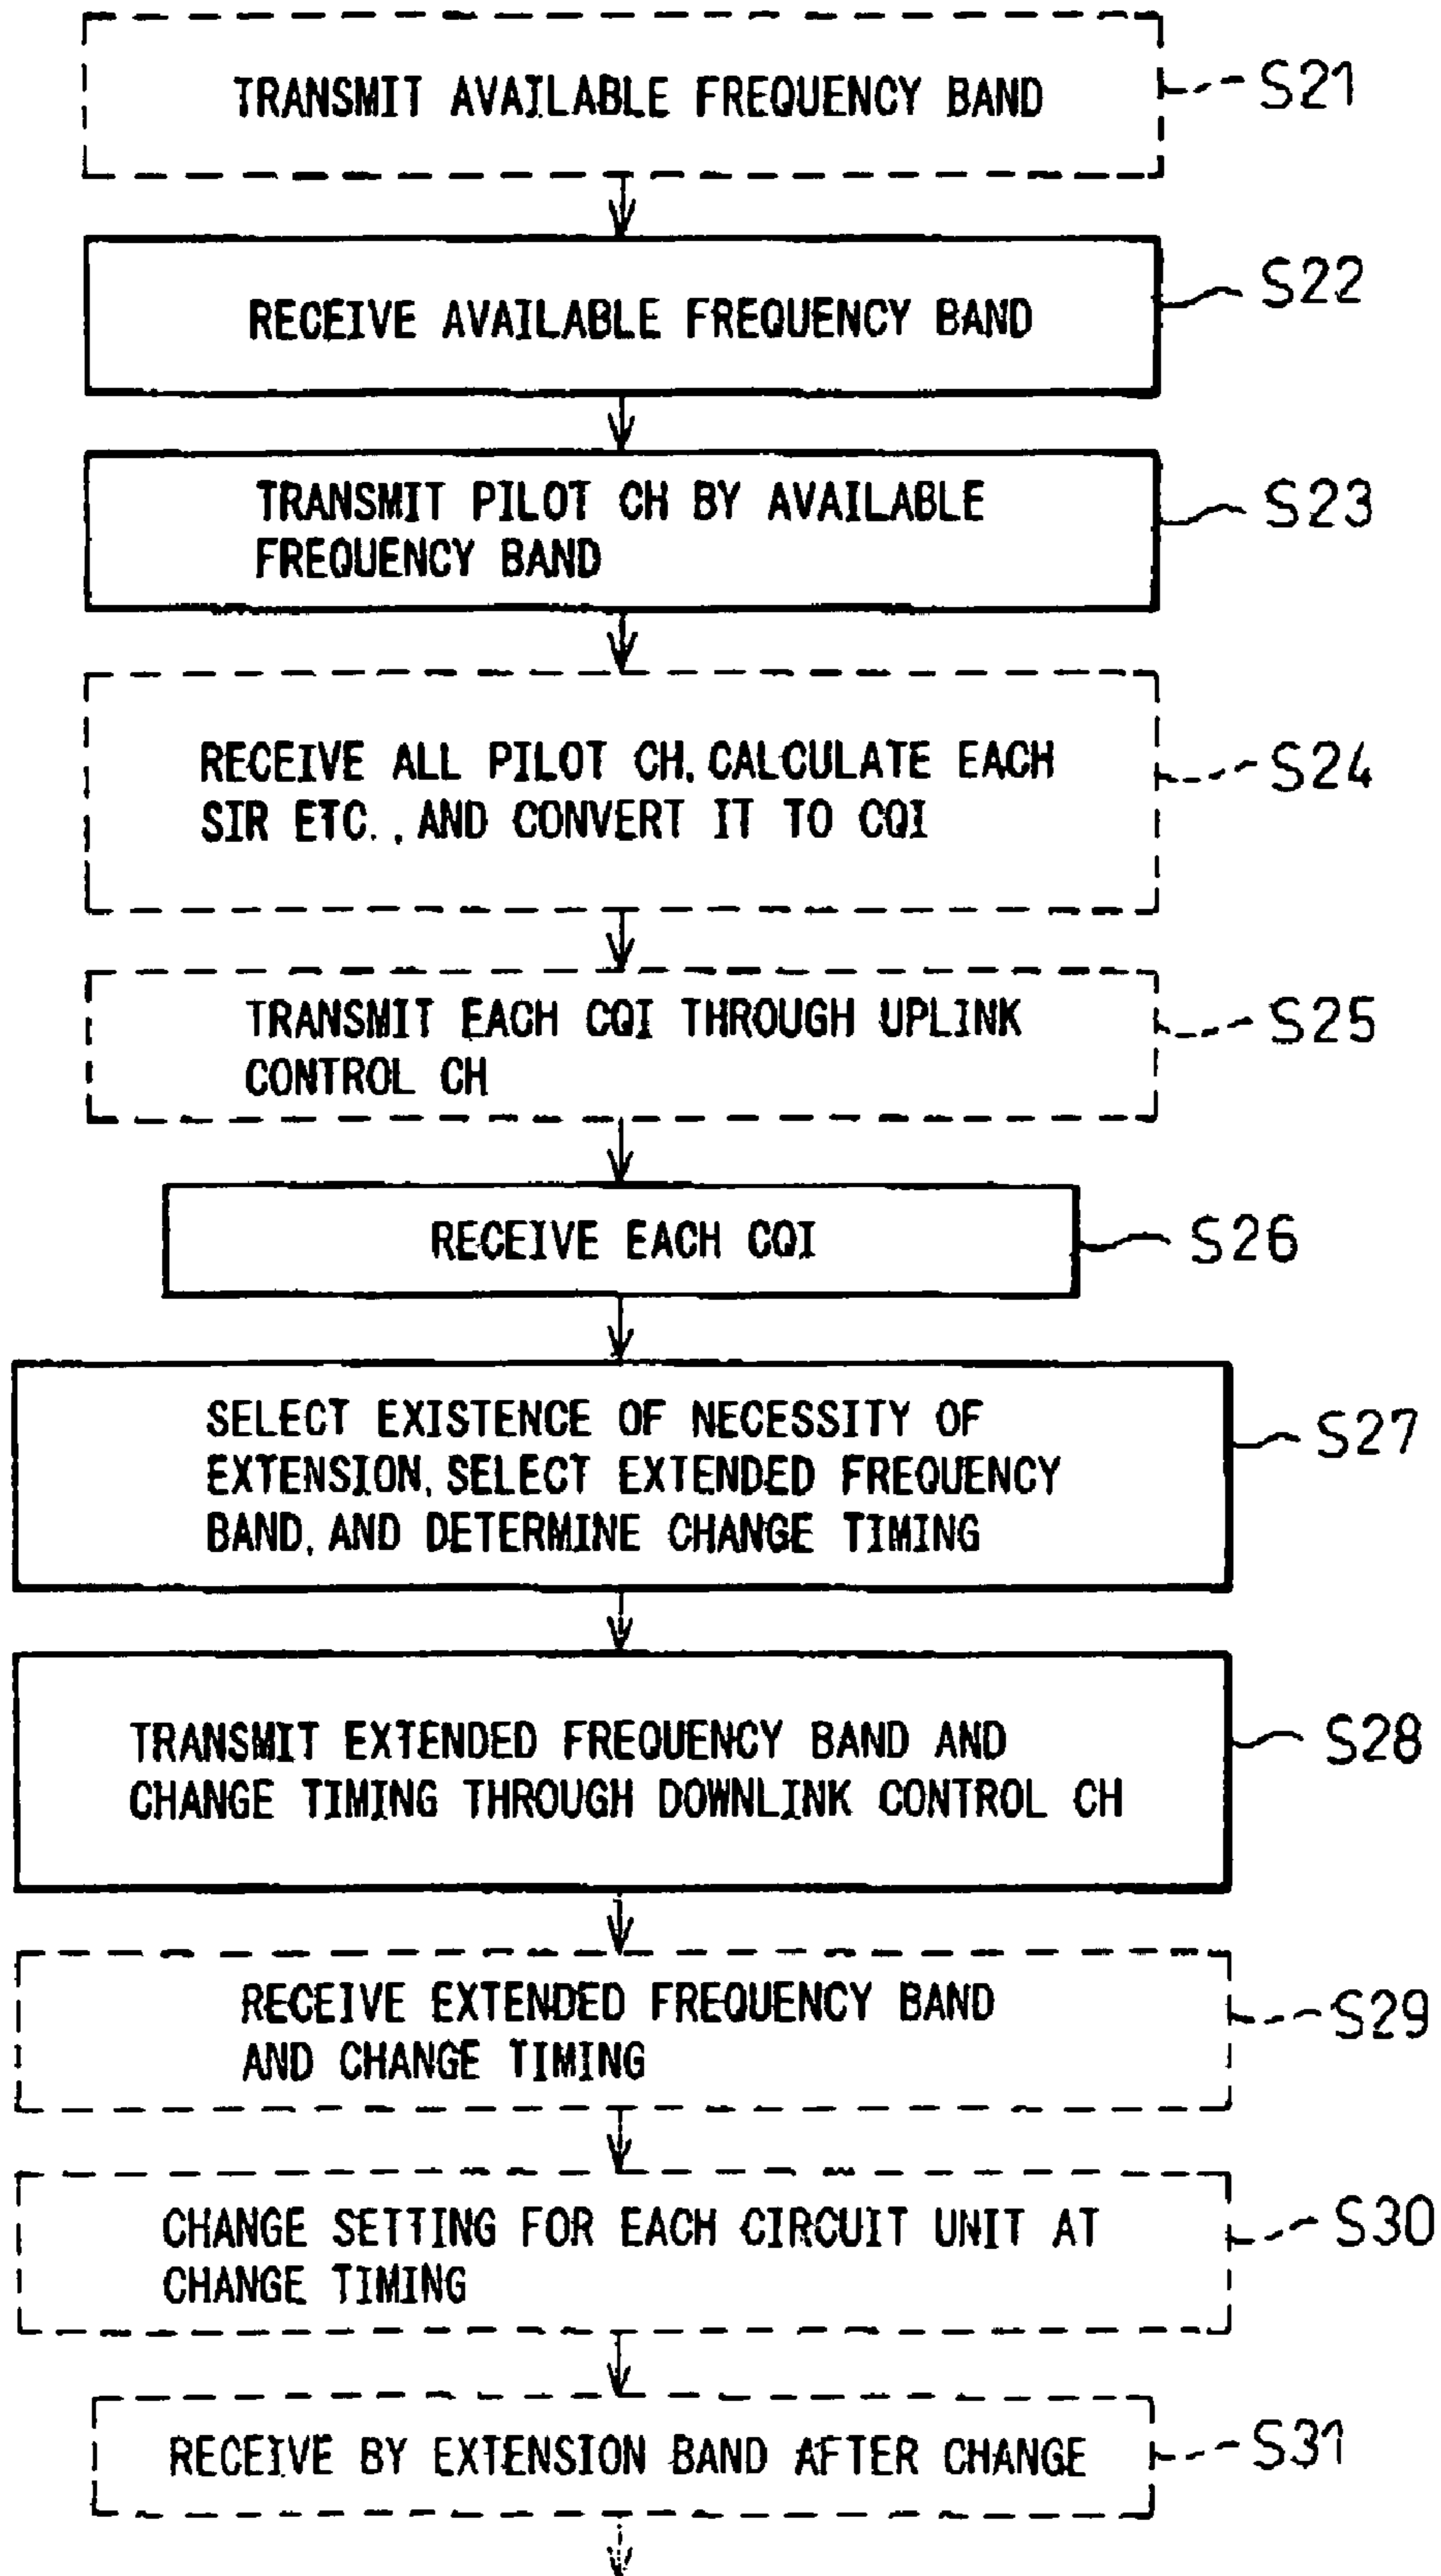 TRANSMIT AVAILABLE FREQUENCY BAND
S21
RECEIVE AVAILABLE FREQUENCY BAND
S22
TRANSMIT PILOT CH BY AVAILABLE
FREQUENCY BAND
S23
RECEIVE ALL PILOT CH, CALCULATE EACH
SIR ETC., AND CONVERT IT TO CQI
S24
TRANSMIT EACH CQI THROUGH UPLINK
CONTROL CH
S25
RECEIVE EACH CQI
S26
SELECT EXISTENCE OF NECESSITY OF
EXTENSION, SELECT EXTENDED FREQUENCY
BAND, AND DETERMINE CHANGE TIMING
S27
TRANSMIT EXTENDED FREQUENCY BAND AND
CHANGE TIMING THROUGH DOWNLINK CONTROL CH
S28
RECEIVE EXTENDED FREQUENCY BAND
AND CHANGE TIMING
S29
CHANGE SETTING FOR EACH CIRCUIT UNIT AT
CHANGE TIMING
S30
RECEIVE BY EXTENSION BAND AFTER CHANGE
S31